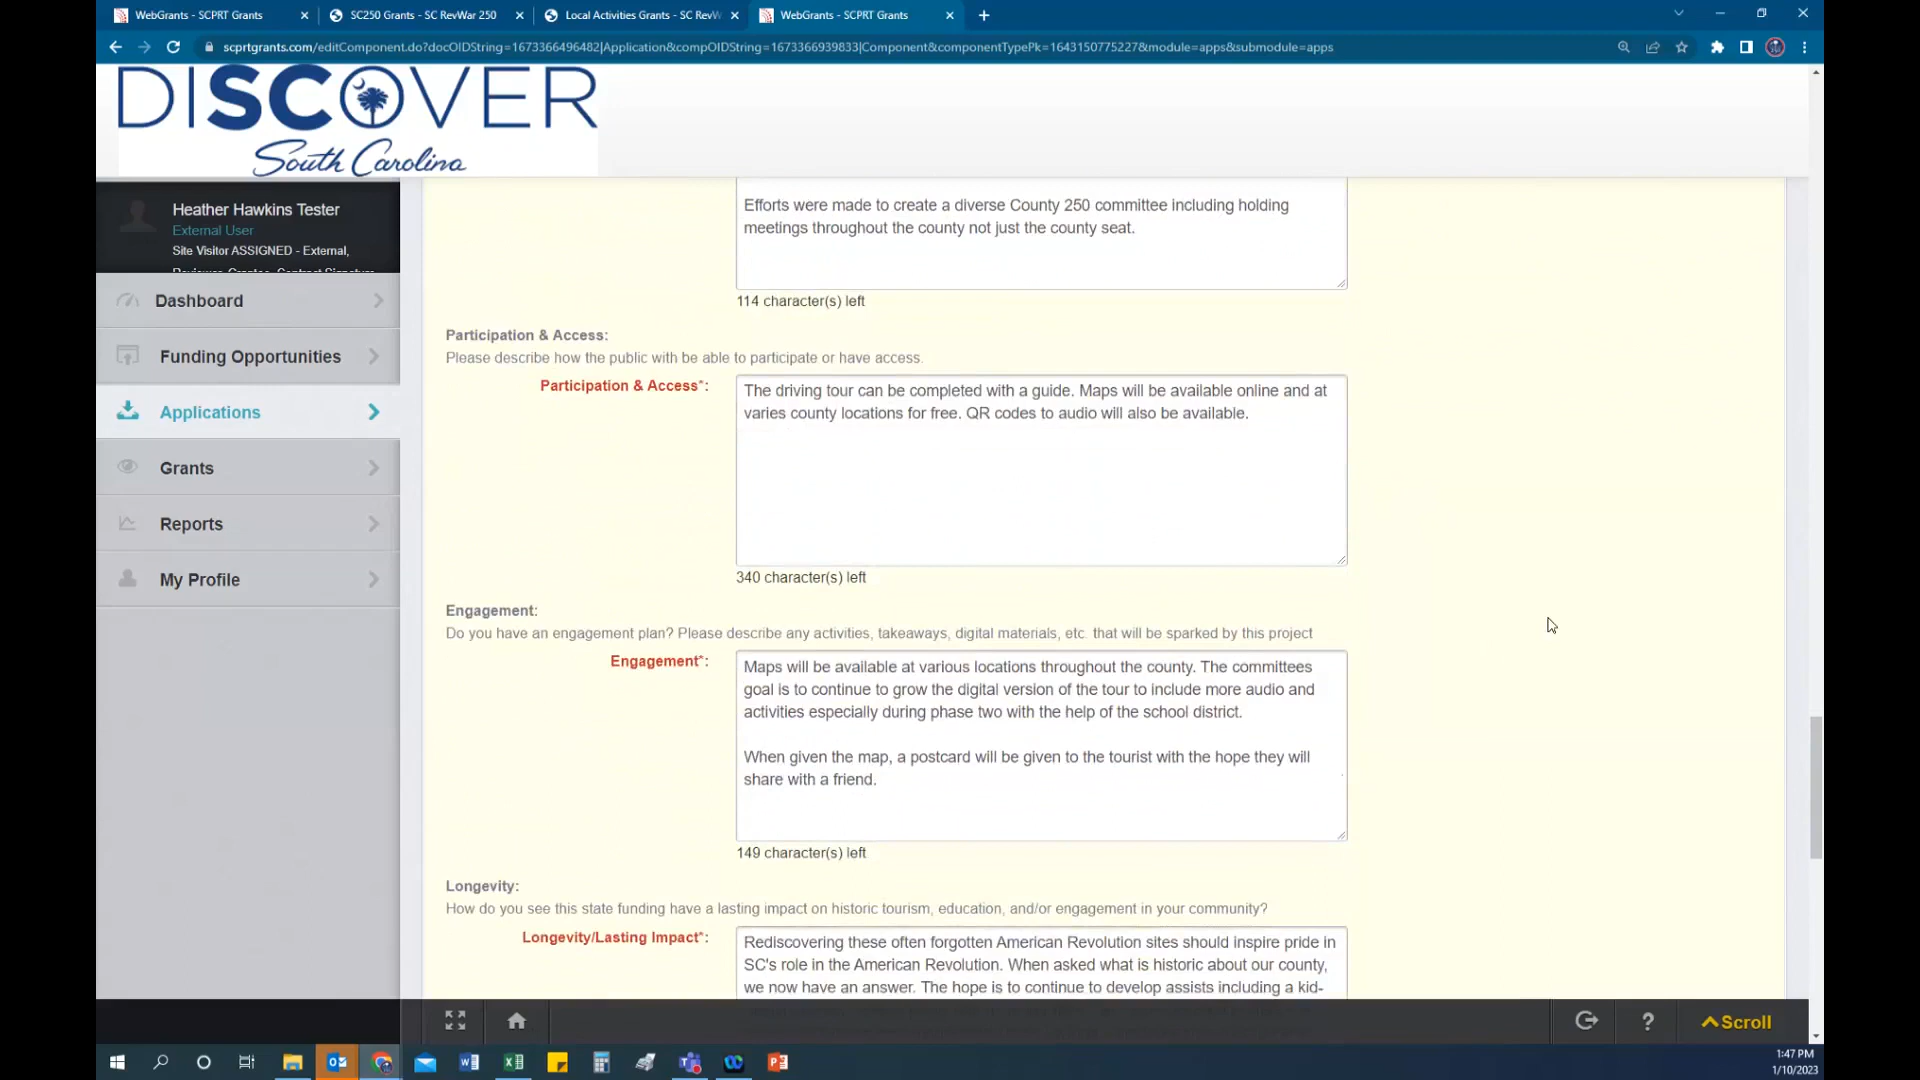 WebGrants - SCPRT Grants
SC250 Grants - SC RevWar 250
Local Activities Grants - SC RevW
WebGrants - SCPRT Grants
scprtgrants.com/editComponent.do?docOIDString=1673366496482|Application&compOIDString=1673366939833|Component&componentTypePk=1643150775227&module=apps&submodule=apps
DISCOVER
South Carolina
Heather Hawkins Tester
External User
Site Visitor ASSIGNED - External,
Reviewer, Grantee, Contract Signature
Dashboard
Funding Opportunities
Applications
Grants
Reports
My Profile
Efforts were made to create a diverse County 250 committee including holding
meetings throughout the county not just the county seat.
114 character(s) left
Participation & Access:
Please describe how the public with be able to participate or have access.
Participation & Access*:
The driving tour can be completed with a guide. Maps will be available online and at
varies county locations for free. QR codes to audio will also be available.
340 character(s) left
Engagement:
Do you have an engagement plan? Please describe any activities, takeaways, digital materials, etc. that will be sparked by this project
Engagement*:
Maps will be available at various locations throughout the county. The committees
goal is to continue to grow the digital version of the tour to include more audio and
activities especially during phase two with the help of the school district.
When given the map, a postcard will be given to the tourist with the hope they will
share with a friend.
149 character(s) left
Longevity:
How do you see this state funding have a lasting impact on historic tourism, education, and/or engagement in your community?
Longevity/Lasting Impact*:
Rediscovering these often forgotten American Revolution sites should inspire pride in
SC's role in the American Revolution. When asked what is historic about our county,
we now have an answer. The hope is to continue to develop assists including a kid-
Scroll
1:47 PM
1/10/2023